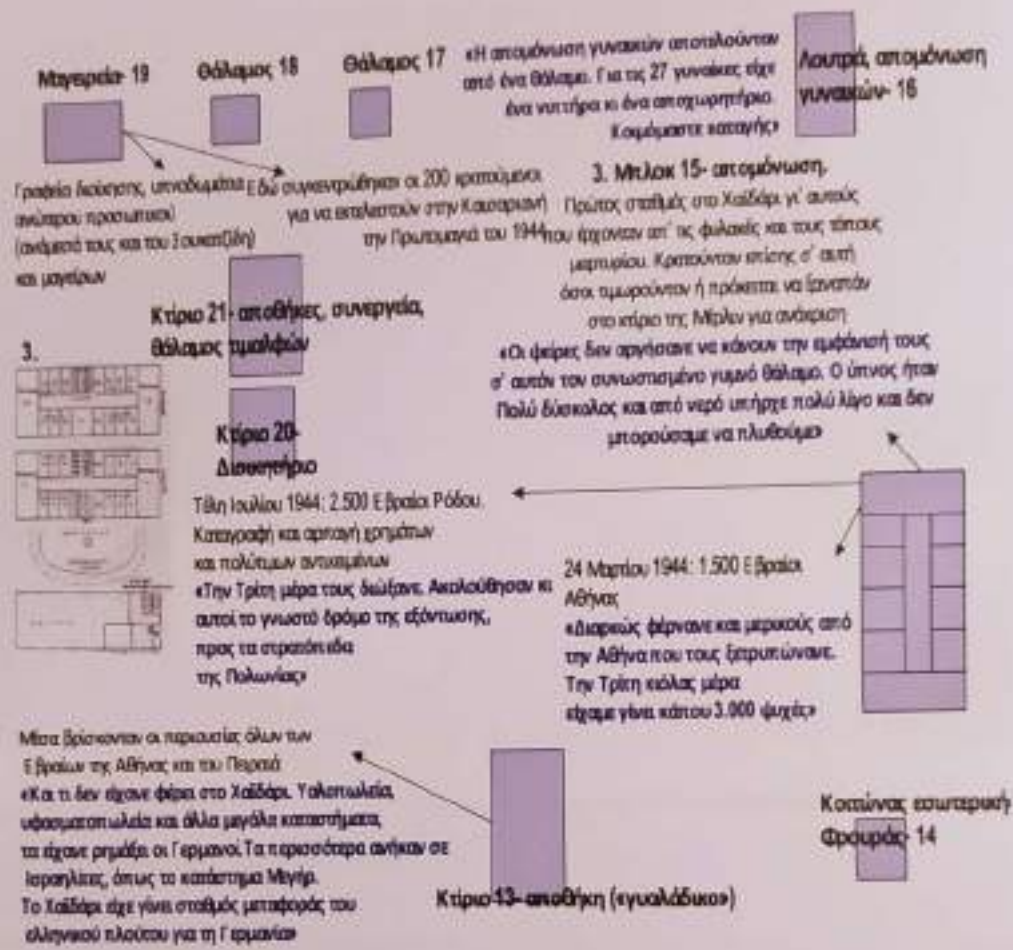 Μαγειρεία- 19
Θάλαμος 18
Θάλαμος 17
«Η απομόνωση γυναικών αποτελούνταν
από ένα θάλαμο. Για τις 27 γυναίκες είχε
ένα νιπτήρα κι ένα αποχωρητήριο.
Κοιμόμαστε καταγής»
Λουτρά, απομόνωση
γυναικών- 16
Γραφεία διοίκησης, υπνοδωμάτια
ανώτερου προσωπικού
(ανάμεσά τους και του Σουκατζίδη)
και μαγείρων
Εδώ συγκεντρώθηκαν οι 200 κρατούμενοι
για να εκτελεστούν στην Καισαριανή
την Πρωτομαγιά του 1944
3. Μπλοκ 15- απομόνωση,
Πρώτος σταθμός στο Χαϊδάρι γι' αυτούς
που έρχονταν απ' τις φυλακές και τους τόπους
μαρτυρίου. Κρατούνταν επίσης σ' αυτή
όσοι τιμωρούνταν ή πρόκειται να ξαναπάν
στο κτίριο της Μέρλεν για ανάκριση
«Οι ψείρες δεν αργήσανε να κάνουν την εμφάνισή τους
σ' αυτόν τον συνωστισμένο γυμνό θάλαμο. Ο ύπνος ήταν
Πολύ δύσκολος και από νερό υπήρχε πολύ λίγο και δεν
μπορούσαμε να πλυθούμε»
Κτίριο 21- αποθήκες, συνεργεία,
θάλαμος τιμαλφών
3.
Κτίριο 20-
Διοικητήριο
Τέλη Ιουλίου 1944: 2.500 Εβραίοι Ρόδου.
Καταγραφή και αρπαγή χρημάτων
και πολύτιμων αντικειμένων
«Την Τρίτη μέρα τους διώξανε. Ακολούθησαν κι
αυτοί το γνωστό δρόμο της εξόντωσης,
προς τα στρατόπεδα
της Πολωνίας»
24 Μαρτίου 1944: 1.500 Εβραίοι
Αθήνας
«Διαρκώς φέρνανε και μερικούς από
την Αθήνα που τους ξετρυπώνανε.
Την Τρίτη κιόλας μέρα
είχαμε γίνει κάπου 3.000 ψυχές»
Μέσα βρίσκονταν οι περιουσίες όλων των
Εβραίων της Αθήνας και του Πειραιά
«Και τι δεν είχανε φέρει στο Χαϊδάρι. Υαλοπωλεία,
υφασματοπωλεία και άλλα μεγάλα καταστήματα,
τα είχανε ρημάξει οι Γερμανοί. Τα περισσότερα ανήκαν σε
Ισραηλίτες, όπως το κατάστημα Μεγήρ.
Το Χαϊδάρι είχε γίνει σταθμός μεταφοράς του
ελληνικού πλούτου για τη Γερμανία»
Κτίριο 13- αποθήκη («γυαλάδικο»)
Κοιτώνας εσωτερική
Φρουράς- 14